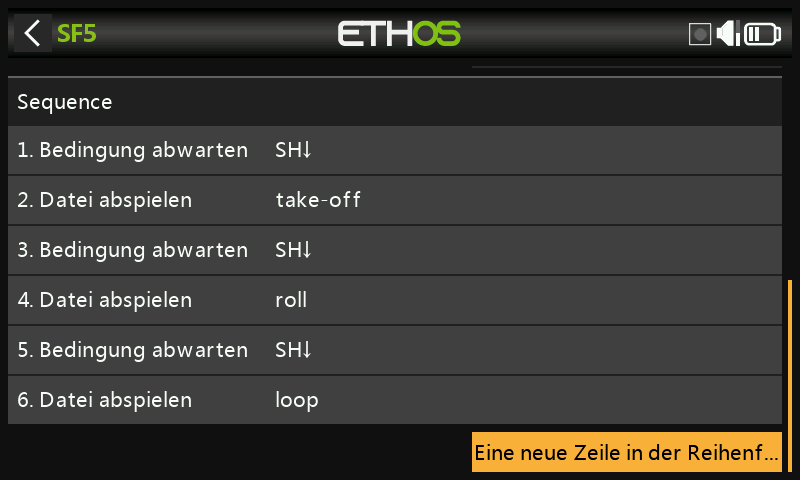 SF5
ETHOS
Sequence
1. Bedingung abwarten SH↓
2. Datei abspielen take-off
3. Bedingung abwarten SH↓
4. Datei abspielen roll
5. Bedingung abwarten SH↓
6. Datei abspielen loop
Eine neue Zeile in der Reihenf...